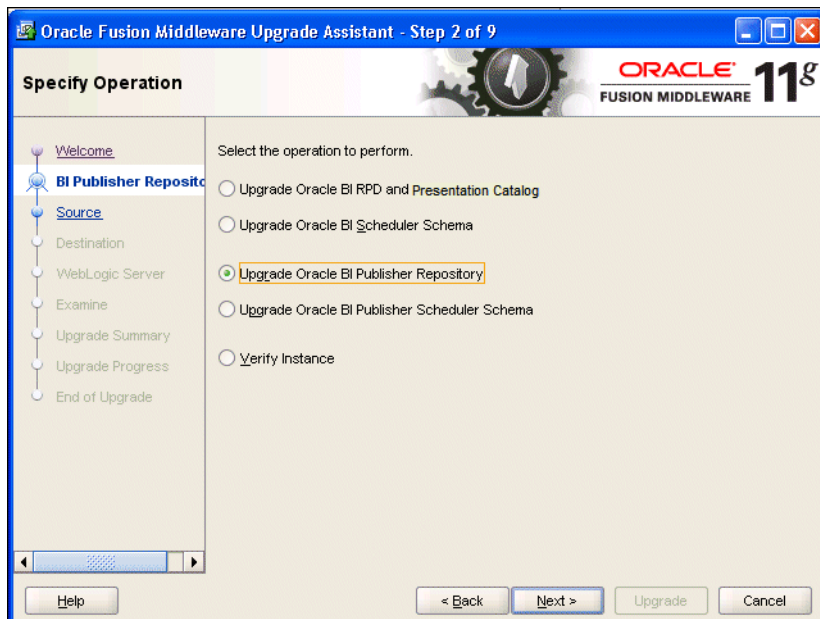 Oracle Fusion Middleware Upgrade Assistant - Step 2 of 9
Specify Operation
ORACLE
FUSION MIDDLEWARE 11g
Welcome
BI Publisher Reposito
Source
Destination
WebLogic Server
Examine
Upgrade Summary
Upgrade Progress
End of Upgrade
Select the operation to perform.
Upgrade Oracle BI RPD and Presentation Catalog
Upgrade Oracle BI Scheduler Schema
Upgrade Oracle BI Publisher Repository
Upgrade Oracle BI Publisher Scheduler Schema
Verify Instance
Help
< Back
Next >
Upgrade
Cancel